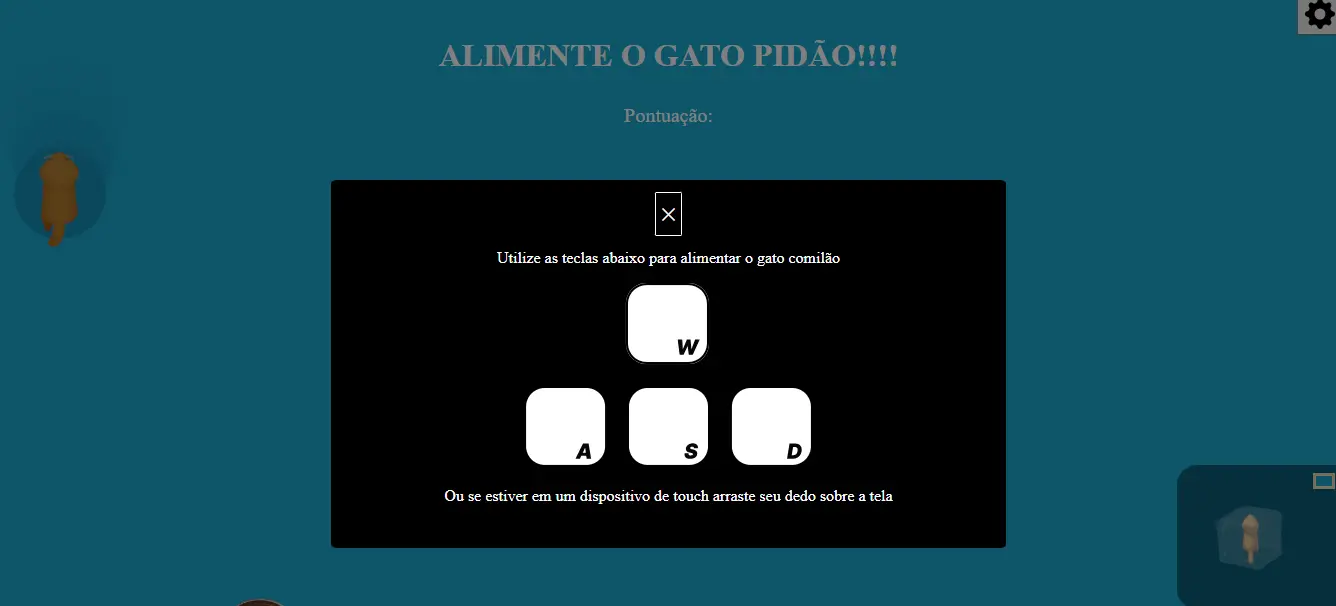 ALIMENTE O GATO PIDÃO!!!!
Pontuação:
Utilize as teclas abaixo para alimentar o gato comilão
W
A S D
Ou se estiver em um dispositivo de touch arraste seu dedo sobre a tela